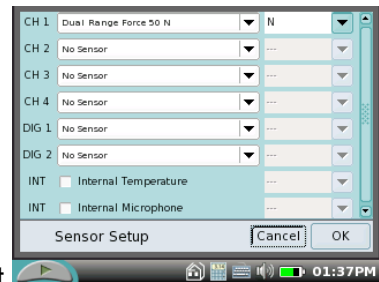 CH 1 Dual Range Force 50 N N
CH 2 No Sensor ---
CH 3 No Sensor ---
CH 4 No Sensor ---
DIG 1 No Sensor ---
DIG 2 No Sensor ---
INT Internal Temperature ---
INT Internal Microphone ---
Sensor Setup Cancel OK
01:37PM